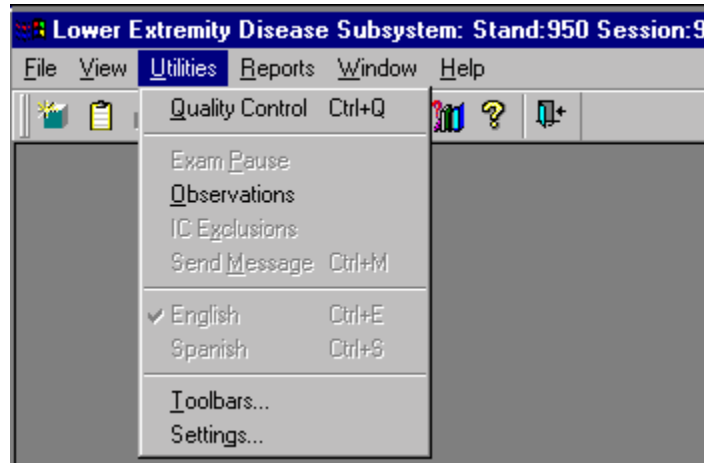 Lower Extremity Disease Subsystem: Stand:950 Session:9
File View Utilities Reports Window Help
Quality Control Ctrl+Q
Exam Pause
Observations
IC Exclusions
Send Message Ctrl+M
English Ctrl+E
Spanish Ctrl+S
Toolbars...
Settings...